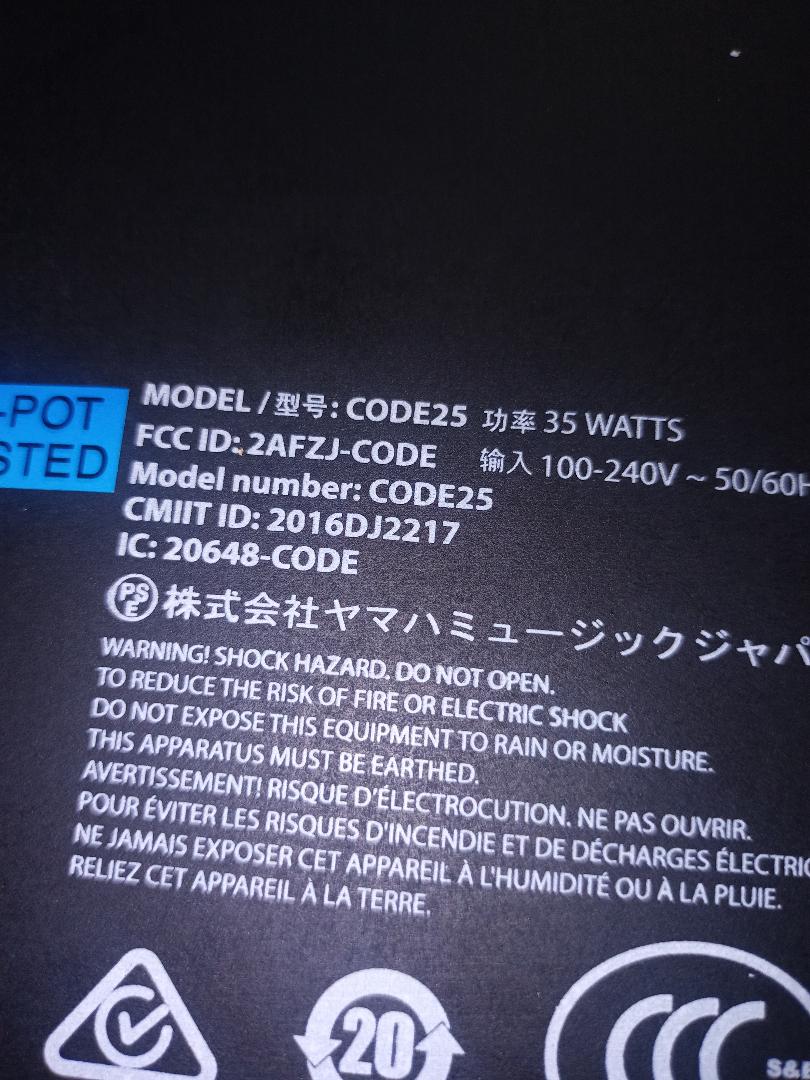 -POT
STED
MODEL / 型号: CODE25 功率 35 WATTS
FCC ID: 2AFZJ-CODE 输入 100-240V ~ 50/60H
Model number: CODE25
CMIIT ID: 2016DJ2217
IC: 20648-CODE
PS
E 株式会社ヤマハミュージックジャパ
WARNING! SHOCK HAZARD. DO NOT OPEN.
TO REDUCE THE RISK OF FIRE OR ELECTRIC SHOCK
DO NOT EXPOSE THIS EQUIPMENT TO RAIN OR MOISTURE.
THIS APPARATUS MUST BE EARTHED.
AVERTISSEMENT! RISQUE D'ÉLECTROCUTION. NE PAS OUVRIR.
POUR ÉVITER LES RISQUES D'INCENDIE ET DE DÉCHARGES ÉLECTRIC
NE JAMAIS EXPOSER CET APPAREIL À L'HUMIDITÉ OU À LA PLUIE.
RELIEZ CET APPAREIL À LA TERRE.
20
CCC
S&E